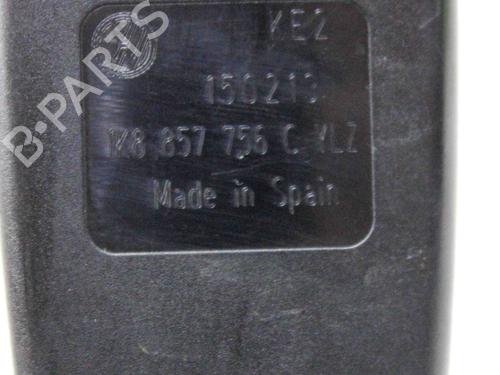 KE2
150213
1K8 857 756 C YLZ
Made in Spain
B-PARTS